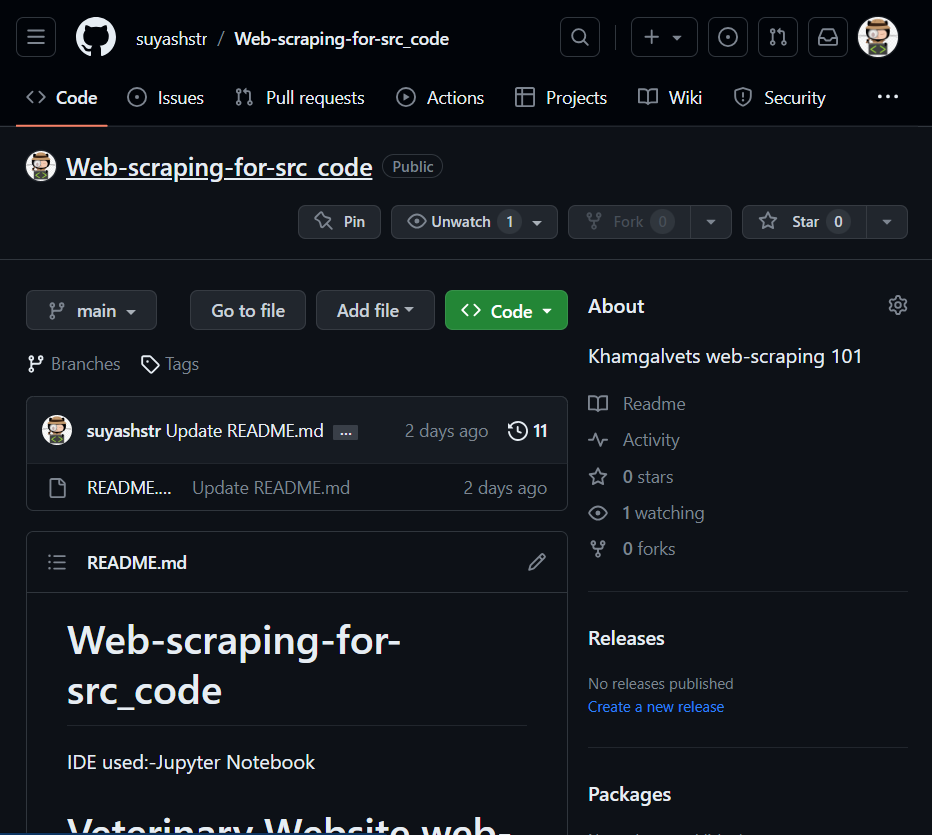 suyashstr / Web-scraping-for-src_code
Code Issues Pull requests Actions Projects Wiki Security
Web-scraping-for-src_code Public
Pin Unwatch 1 Fork 0 Star 0
main Go to file Add file Code
Branches Tags
suyashstr Update README.md ... 2 days ago 11
README.... Update README.md 2 days ago
README.md
Web-scraping-for-
src_code
IDE used:-Jupyter Notebook
Veterinary Website web-
About
Khamgalvets web-scraping 101
Readme
Activity
0 stars
1 watching
0 forks
Releases
No releases published
Create a new release
Packages